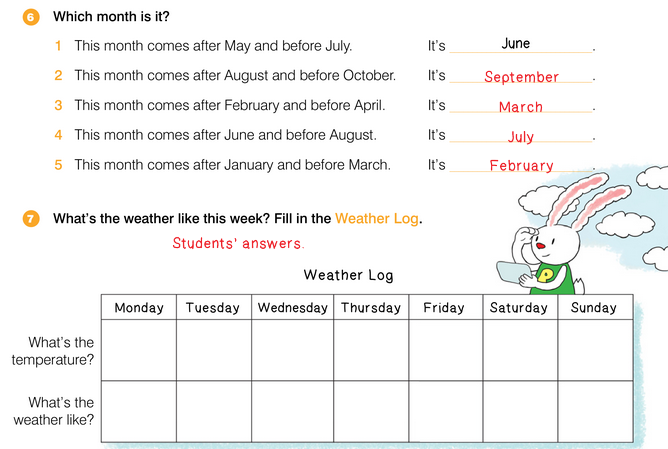 6 Which month is it?
1 This month comes after May and before July. It's June.
2 This month comes after August and before October. It's September.
3 This month comes after February and before April. It's March.
4 This month comes after June and before August. It's July.
5 This month comes after January and before March. It's February.
7 What's the weather like this week? Fill in the Weather Log.
Students' answers.
Weather Log
Monday Tuesday Wednesday Thursday Friday Saturday Sunday
What's the
temperature?
What's the
weather like?